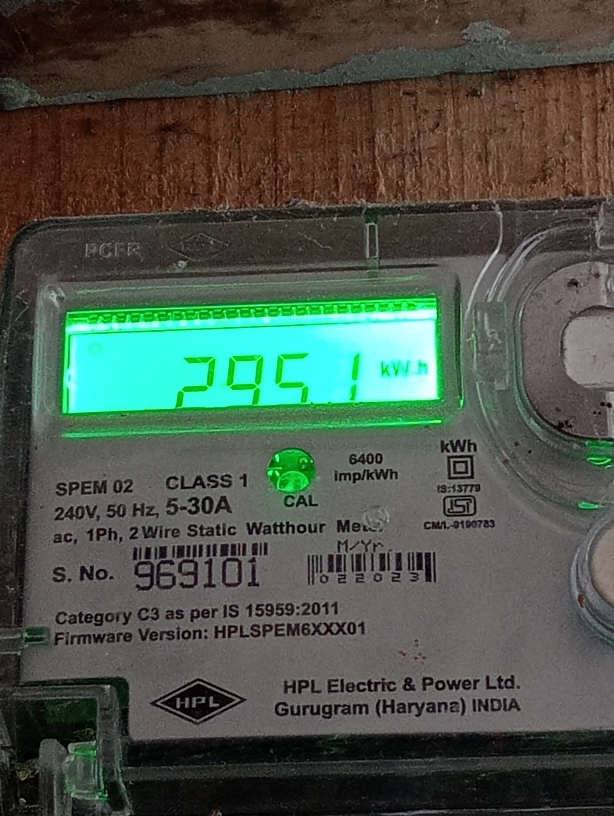 295.1 kW.h
SPEM 02 CLASS 1
CAL
6400
imp/kWh
kWh
IS:13779
CM/L-9190783
240V, 50 Hz, 5-30A
ac, 1Ph, 2 Wire Static Watthour Meter
M/Yr.
S. No. 969101
022023
Category C3 as per IS 15959:2011
Firmware Version: HPLSPEM6XXX01
HPL
HPL Electric & Power Ltd.
Gurugram (Haryana) INDIA